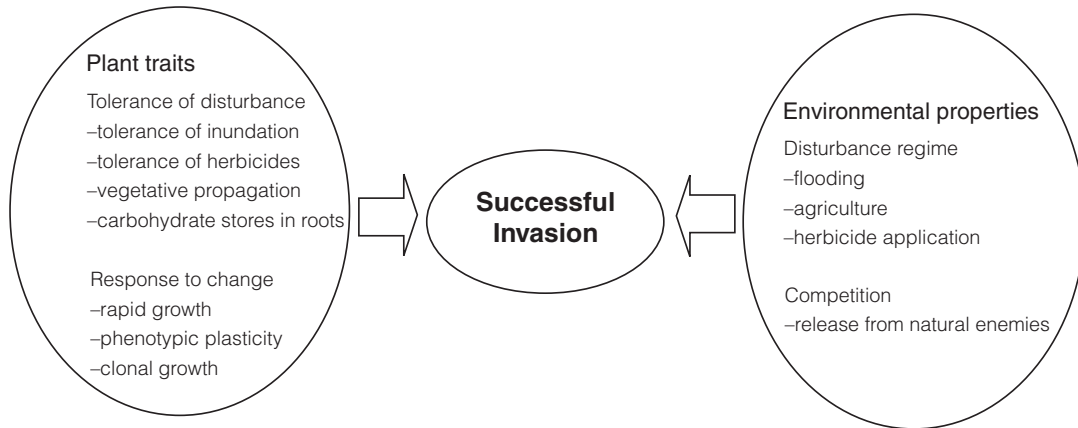 Plant traits
Tolerance of disturbance
–tolerance of inundation
–tolerance of herbicides
–vegetative propagation
–carbohydrate stores in roots
Response to change
–rapid growth
–phenotypic plasticity
–clonal growth
Successful
Invasion
Environmental properties
Disturbance regime
–flooding
–agriculture
–herbicide application
Competition
–release from natural enemies